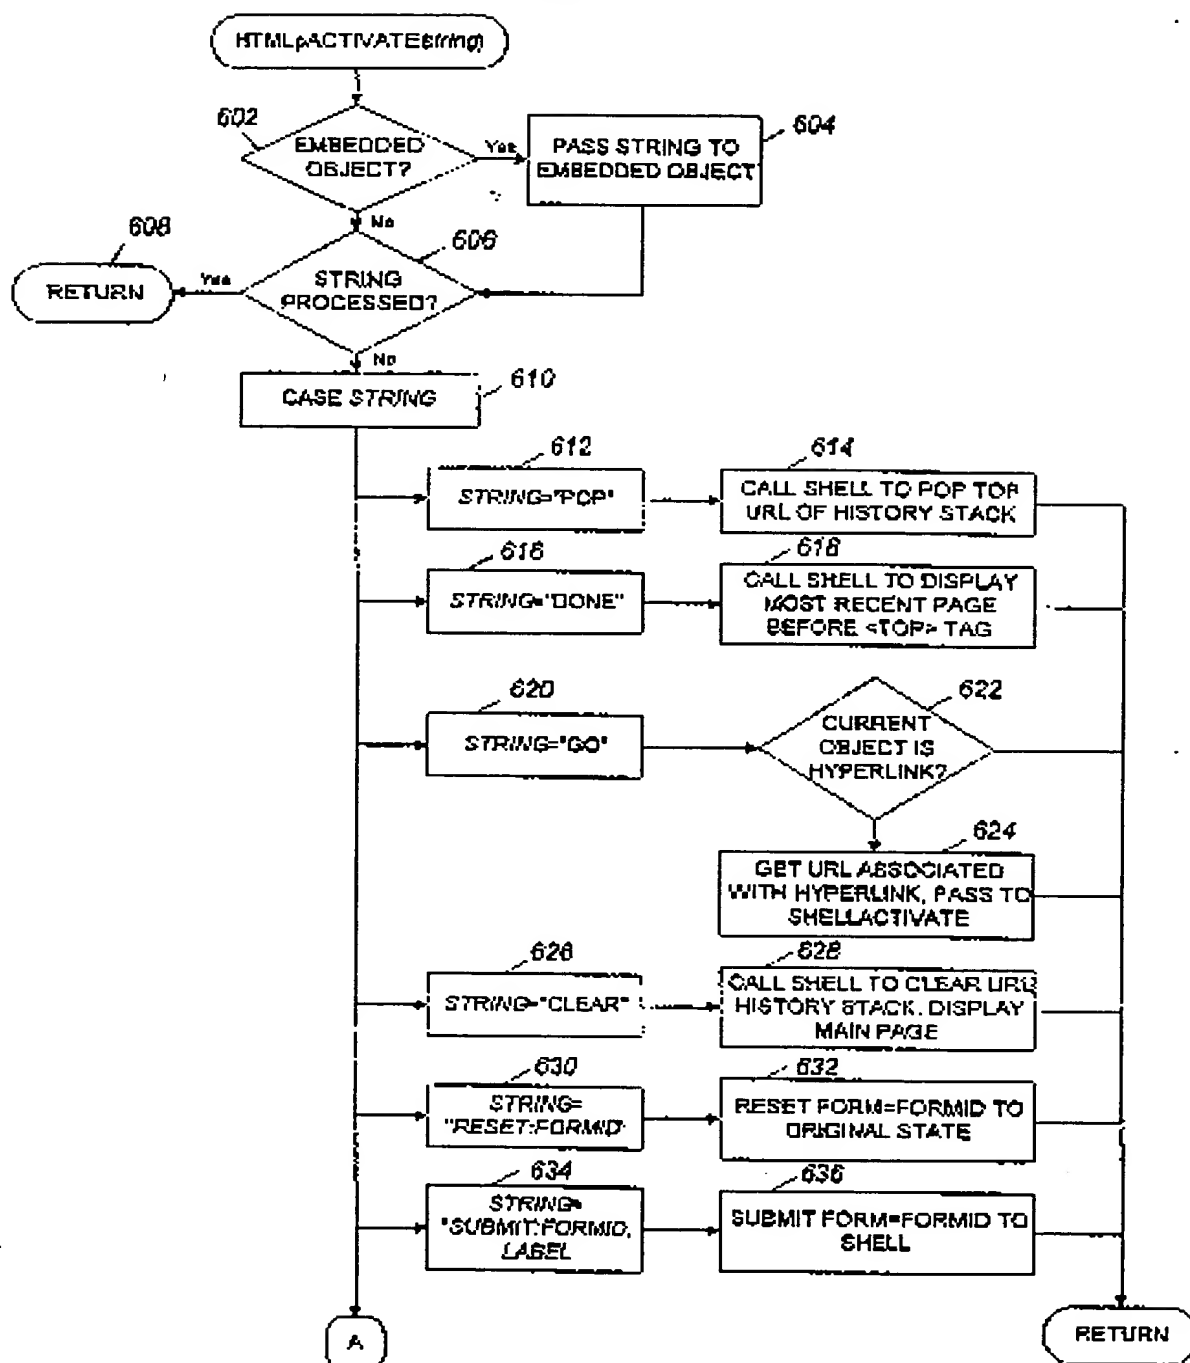 HTMLpACTIVATE(string)
602
EMBEDDED
OBJECT?
Yes
604
PASS STRING TO
EMBEDDED OBJECT
No
608
606
RETURN
Yes
STRING
PROCESSED?
No
610
CASE STRING
612
STRING="POP"
614
CALL SHELL TO POP TOP
URL OF HISTORY STACK
616
STRING="DONE"
618
CALL SHELL TO DISPLAY
MOST RECENT PAGE
BEFORE <TOP> TAG
620
STRING="GO"
622
CURRENT
OBJECT IS
HYPERLINK?
624
GET URL ASSOCIATED
WITH HYPERLINK, PASS TO
SHELLACTIVATE
626
STRING="CLEAR"
628
CALL SHELL TO CLEAR URL
HISTORY STACK, DISPLAY
MAIN PAGE
630
STRING=
"RESET:FORMID
632
RESET FORM=FORMID TO
ORIGINAL STATE
634
STRING=
"SUBMIT:FORMID,
LABEL
636
SUBMIT FORM=FORMID TO
SHELL
A
RETURN